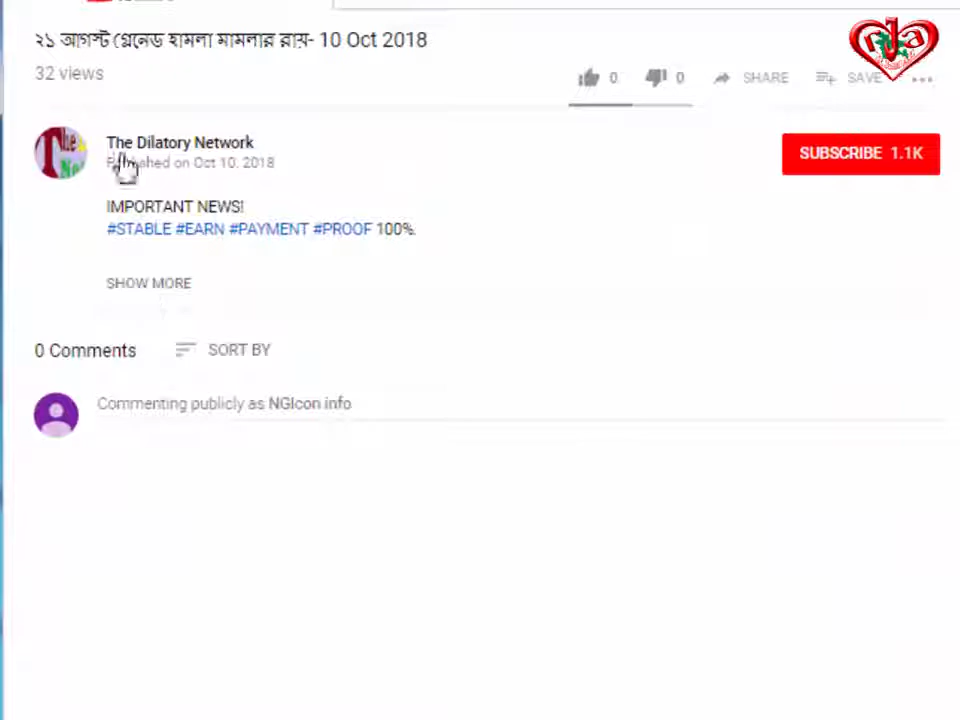 ২১ আগস্ট গ্রেনেড হামলা মামলার রায়- 10 Oct 2018
32 views
0 0 SHARE SAVE
The Dilatory Network
on Oct 10, 2018
SUBSCRIBE 1.1K
IMPORTANT NEWS!
#STABLE #EARN #PAYMENT #PROOF 100%.
SHOW MORE
0 Comments SORT BY
Commenting publicly as NGIcon info